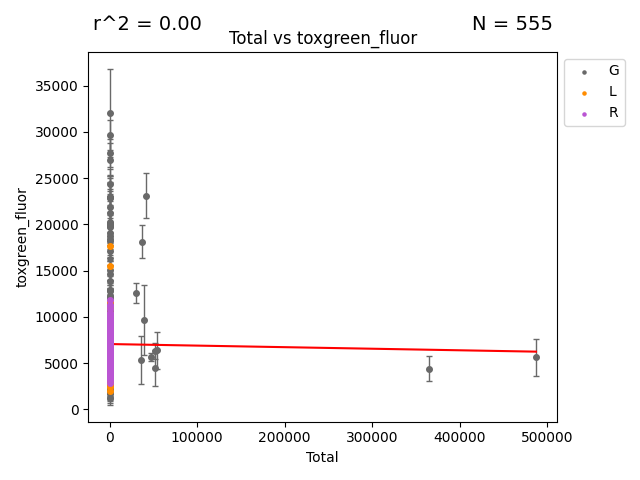 r^2 = 0.00
N = 555
Total vs toxgreen_fluor
G
L
R
35000
30000
25000
20000
15000
10000
5000
0
toxgreen_fluor
0
100000
200000
300000
400000
500000
Total